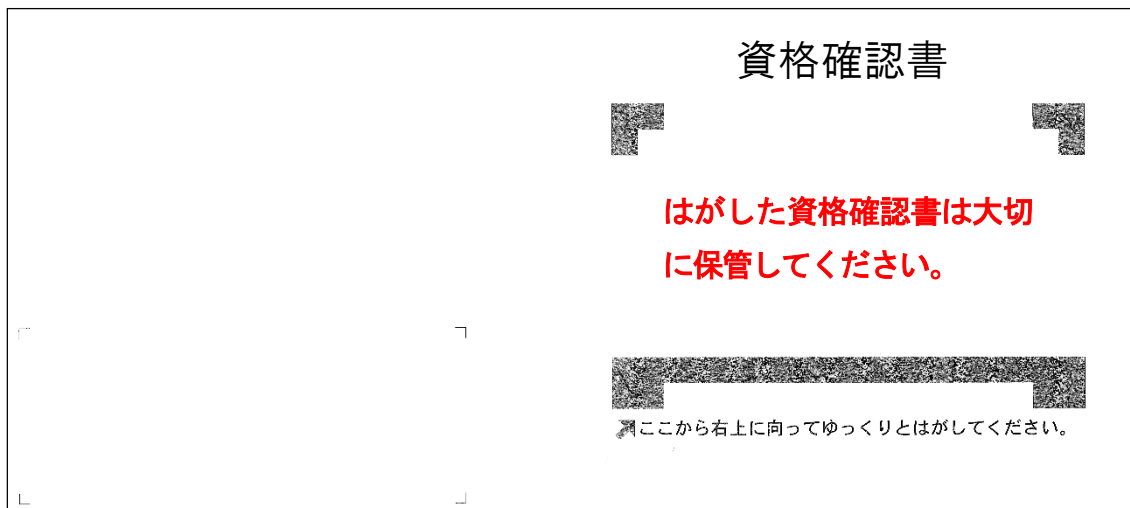 資格確認書
はがした資格確認書は大切
に保管してください。
ここから右上に向ってゆっくりとはがしてください。